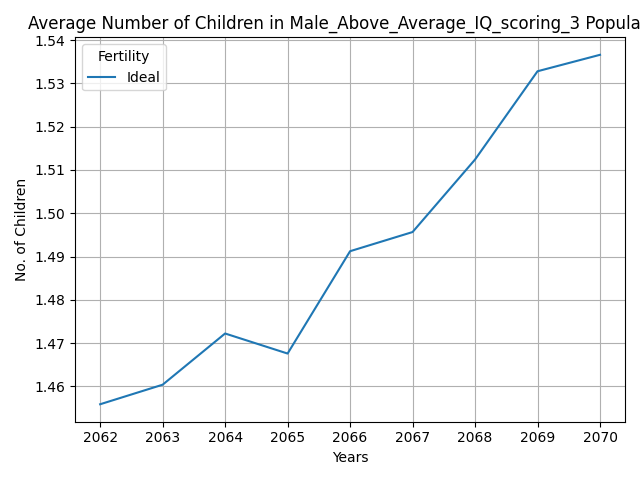 Average Number of Children in Male_Above_Average_IQ_scoring_3 Popula
1.54
Fertility
Ideal
1.53
1.52
1.51
1.50
1.49
1.48
1.47
1.46
No. of Children
2062 2063 2064 2065 2066 2067 2068 2069 2070
Years